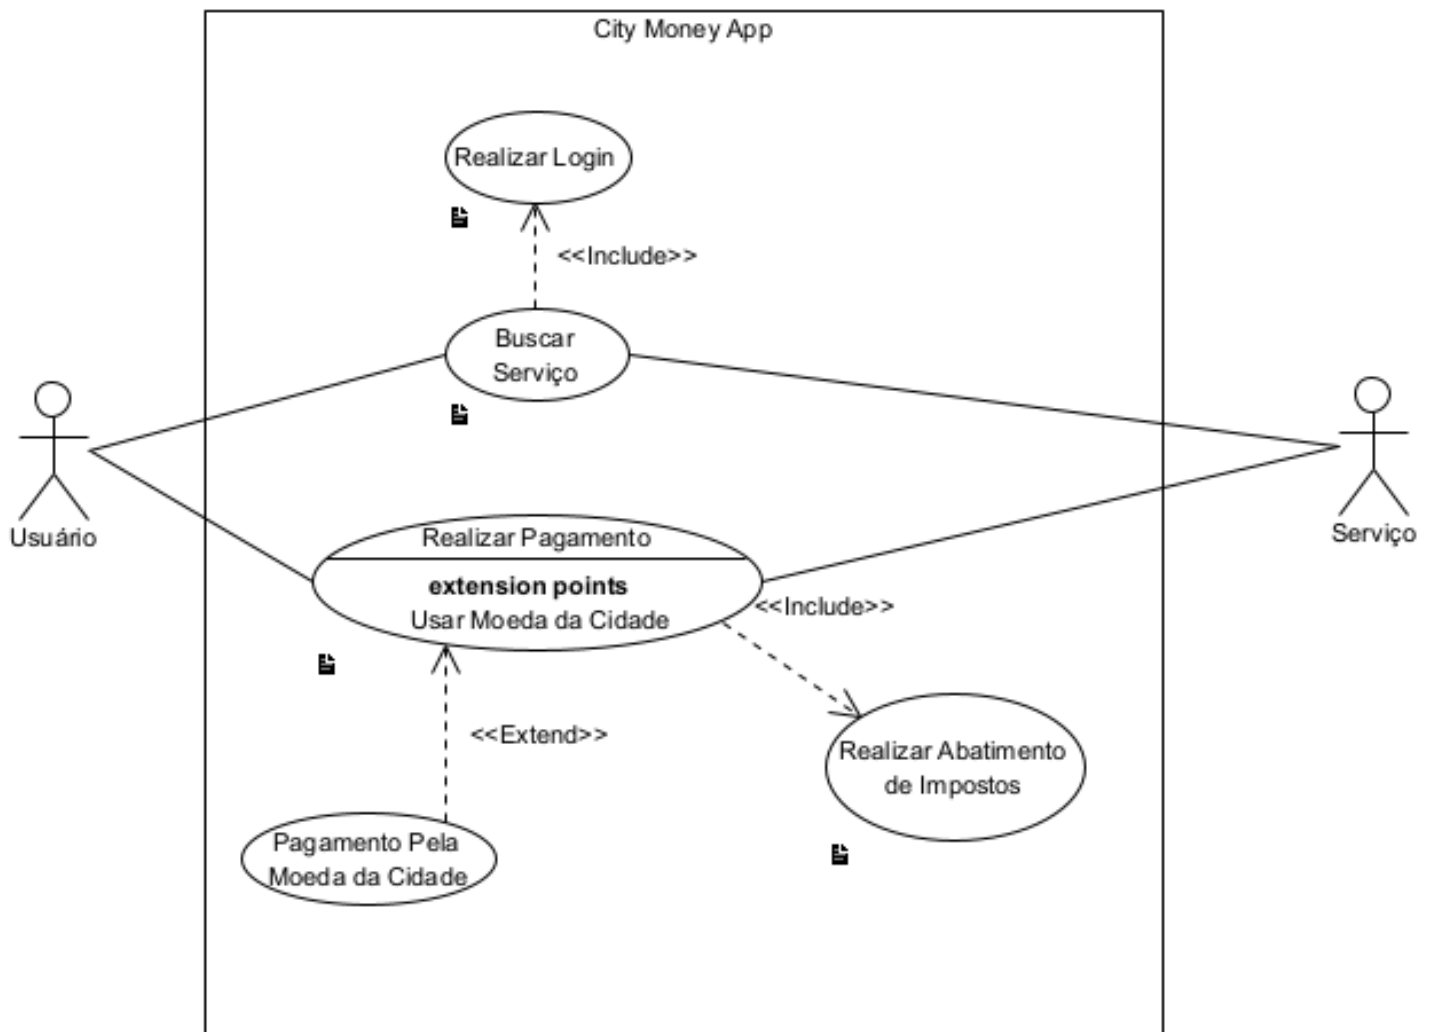 City Money App
Realizar Login
<<Include>>
Buscar
Serviço
Usuário
Serviço
Realizar Pagamento
extension points
Usar Moeda da Cidade
<<Include>>
<<Extend>>
Realizar Abatimento
de Impostos
Pagamento Pela
Moeda da Cidade